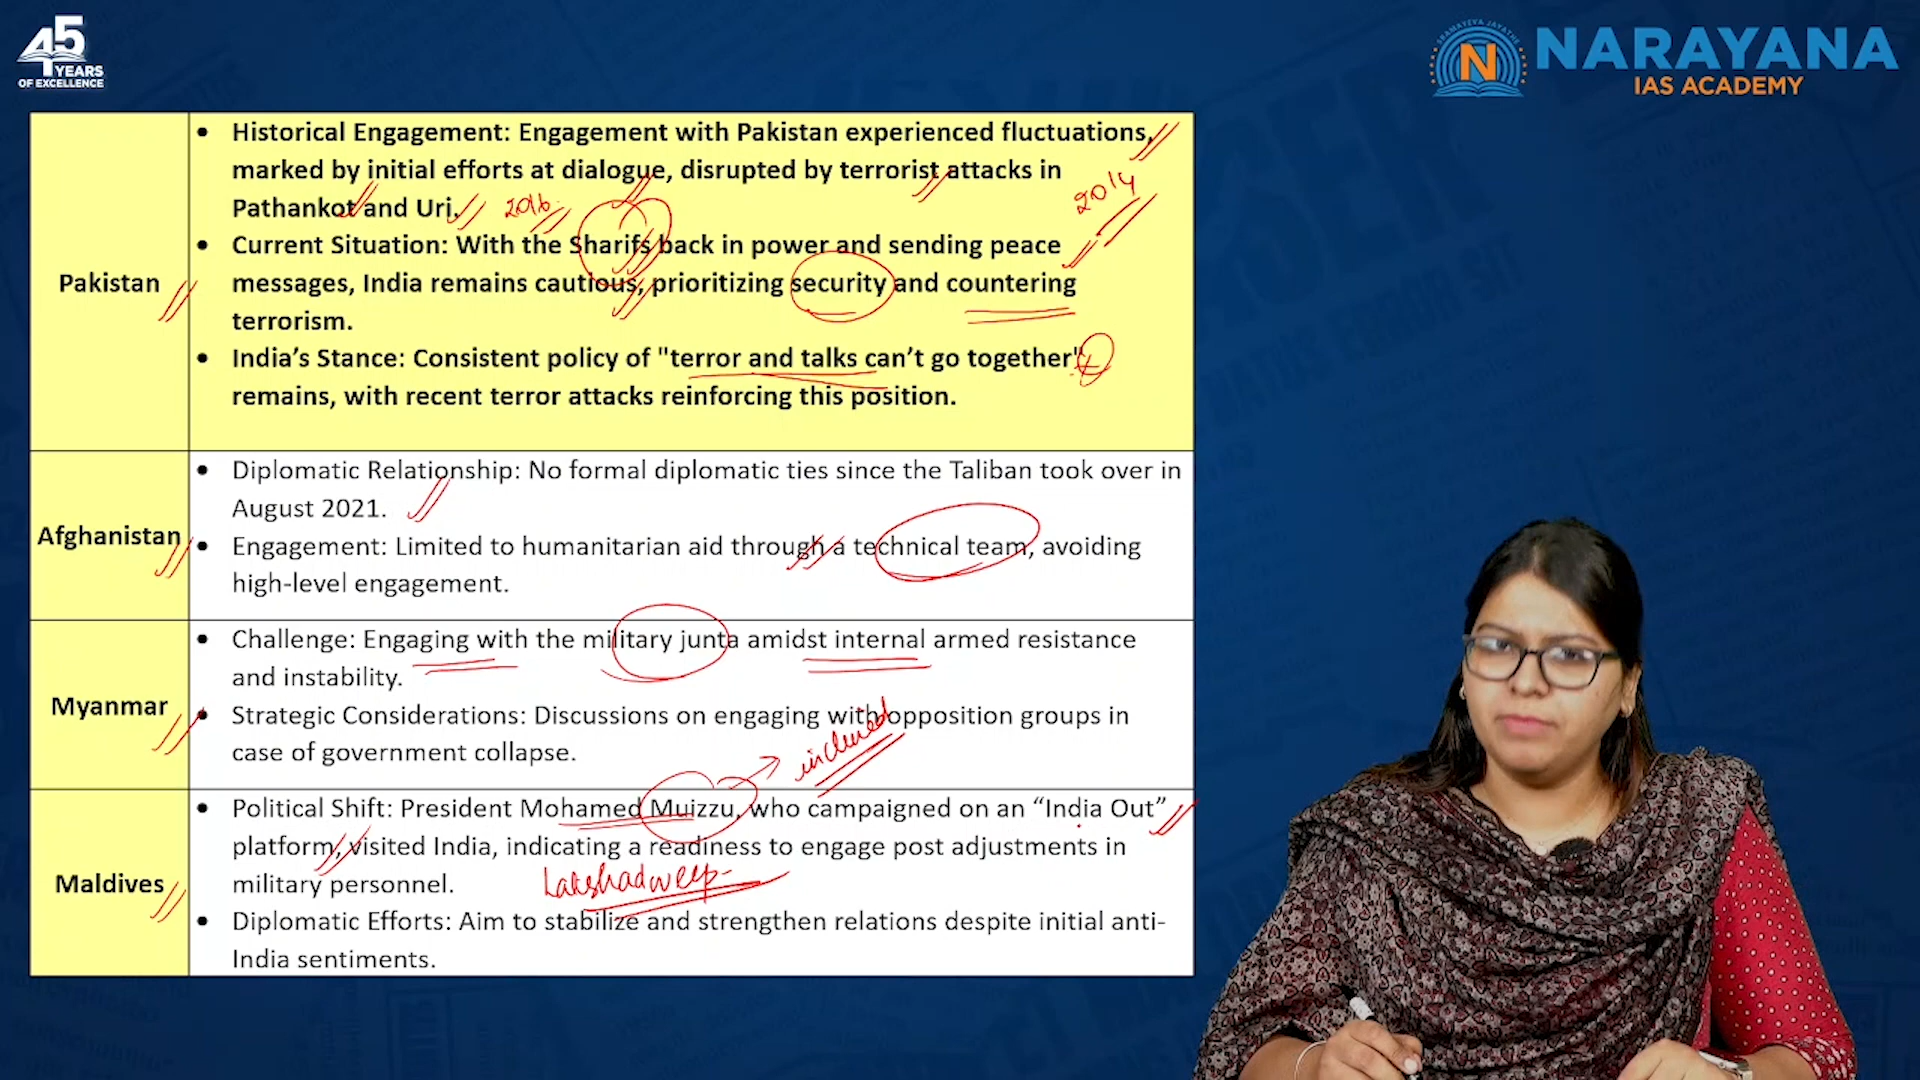 45
YEARS
OF EXCELLENCE
SRAMAYEVA JAYATHE
N
NARAYANA
IAS ACADEMY
Pakistan
• Historical Engagement: Engagement with Pakistan experienced fluctuations,
marked by initial efforts at dialogue, disrupted by terrorist attacks in
Pathankot and Uri.
2016
2014
• Current Situation: With the Sharifs back in power and sending peace
messages, India remains cautious, prioritizing security and countering
terrorism.
• India’s Stance: Consistent policy of "terror and talks can’t go together"
remains, with recent terror attacks reinforcing this position.
Afghanistan
• Diplomatic Relationship: No formal diplomatic ties since the Taliban took over in
August 2021.
• Engagement: Limited to humanitarian aid through a technical team, avoiding
high-level engagement.
Myanmar
• Challenge: Engaging with the military junta amidst internal armed resistance
and instability.
• Strategic Considerations: Discussions on engaging with opposition groups in
case of government collapse.
inclined
Maldives
• Political Shift: President Mohamed Muizzu, who campaigned on an “India Out”
platform, visited India, indicating a readiness to engage post adjustments in
military personnel.
Lakshadweep
• Diplomatic Efforts: Aim to stabilize and strengthen relations despite initial anti-
India sentiments.